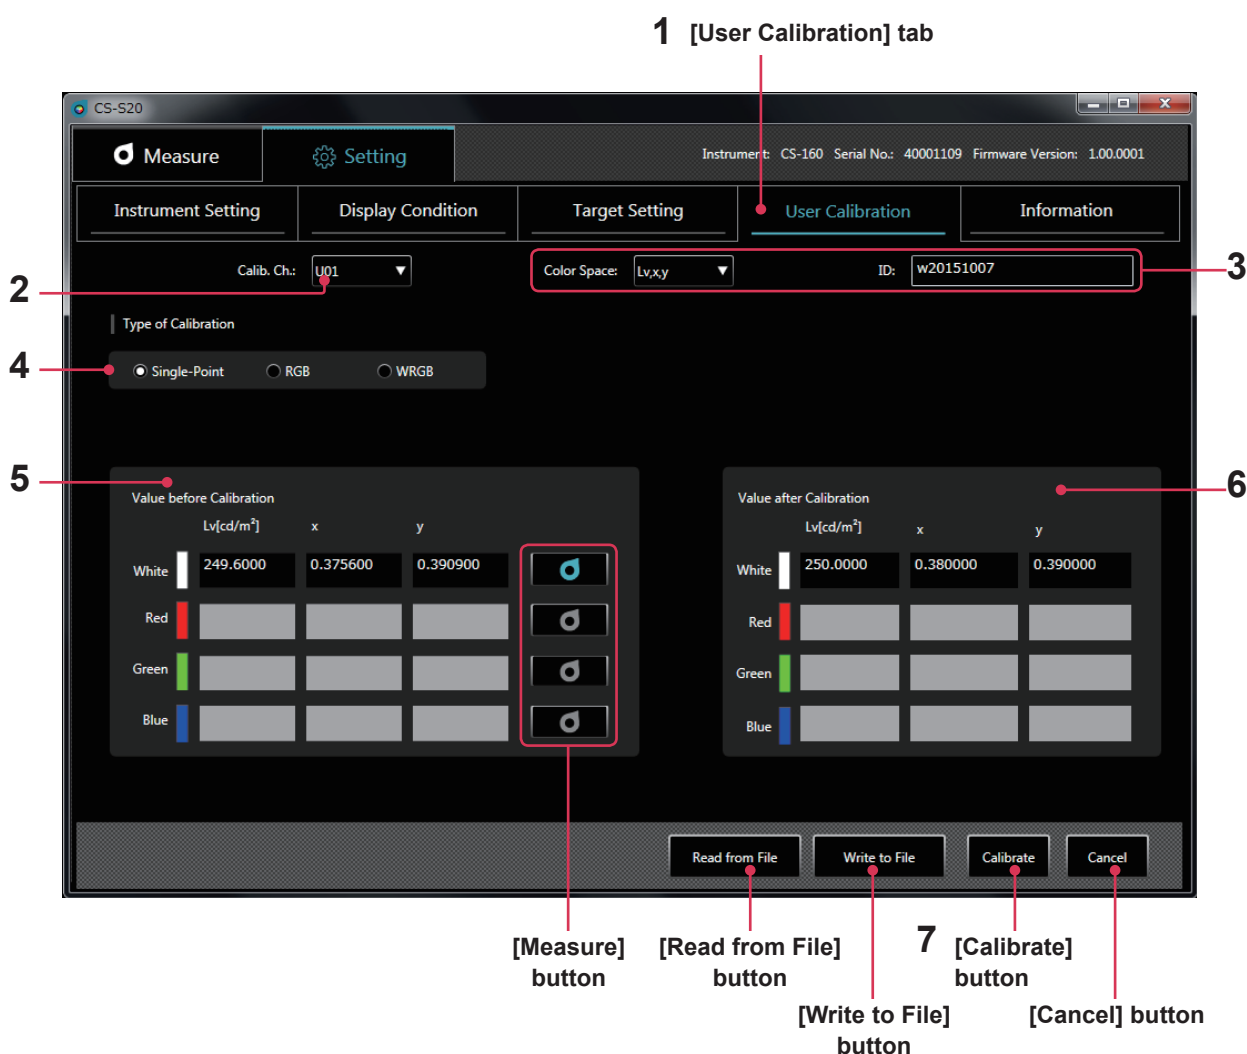 1 [User Calibration] tab
CS-S20
Measure Setting Instrument: CS-160 Serial No.: 40001109 Firmware Version: 1.00.0001
Instrument Setting Display Condition Target Setting User Calibration Information
2 Calib. Ch.: U01 Color Space: Lv,x,y ID: w20151007 3
Type of Calibration
4 Single-Point RGB WRGB
5 6
Value before Calibration Value after Calibration
Lv[cd/m²] x y Lv[cd/m²] x y
White 249.6000 0.375600 0.390900 White 250.0000 0.380000 0.390000
Red Red
Green Green
Blue Blue
Read from File Write to File Calibrate Cancel
[Measure] button
[Read from File] button
7 [Calibrate] button
[Write to File] button
[Cancel] button